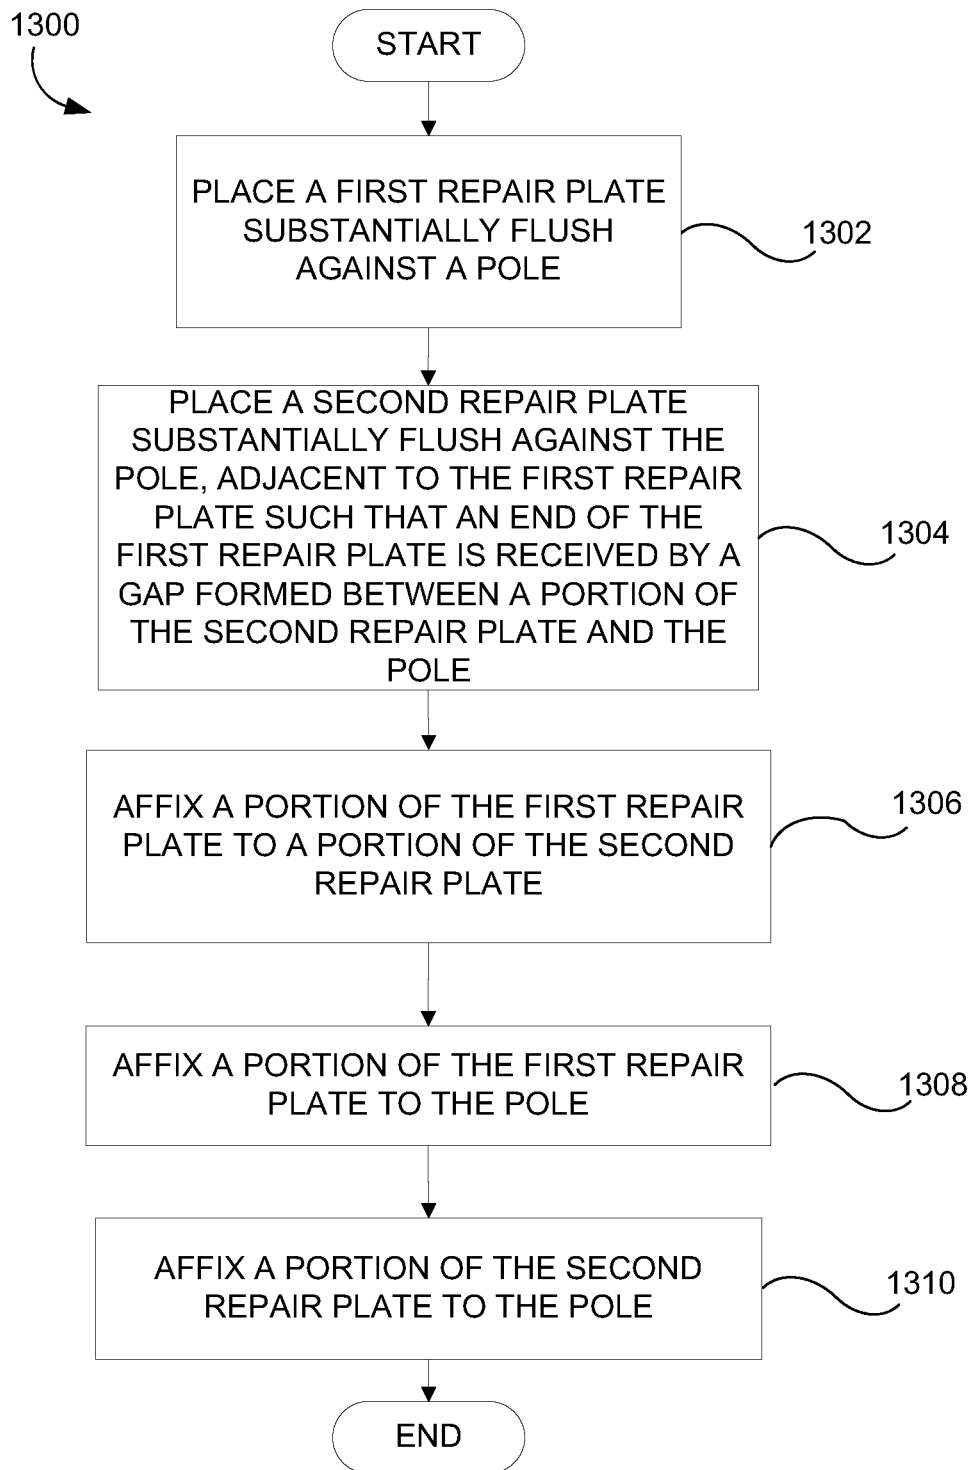 1300
START
PLACE A FIRST REPAIR PLATE
SUBSTANTIALLY FLUSH
AGAINST A POLE
1302
PLACE A SECOND REPAIR PLATE
SUBSTANTIALLY FLUSH AGAINST THE
POLE, ADJACENT TO THE FIRST REPAIR
PLATE SUCH THAT AN END OF THE
FIRST REPAIR PLATE IS RECEIVED BY A
GAP FORMED BETWEEN A PORTION OF
THE SECOND REPAIR PLATE AND THE
POLE
1304
AFFIX A PORTION OF THE FIRST REPAIR
PLATE TO A PORTION OF THE SECOND
REPAIR PLATE
1306
AFFIX A PORTION OF THE FIRST REPAIR
PLATE TO THE POLE
1308
AFFIX A PORTION OF THE SECOND
REPAIR PLATE TO THE POLE
1310
END